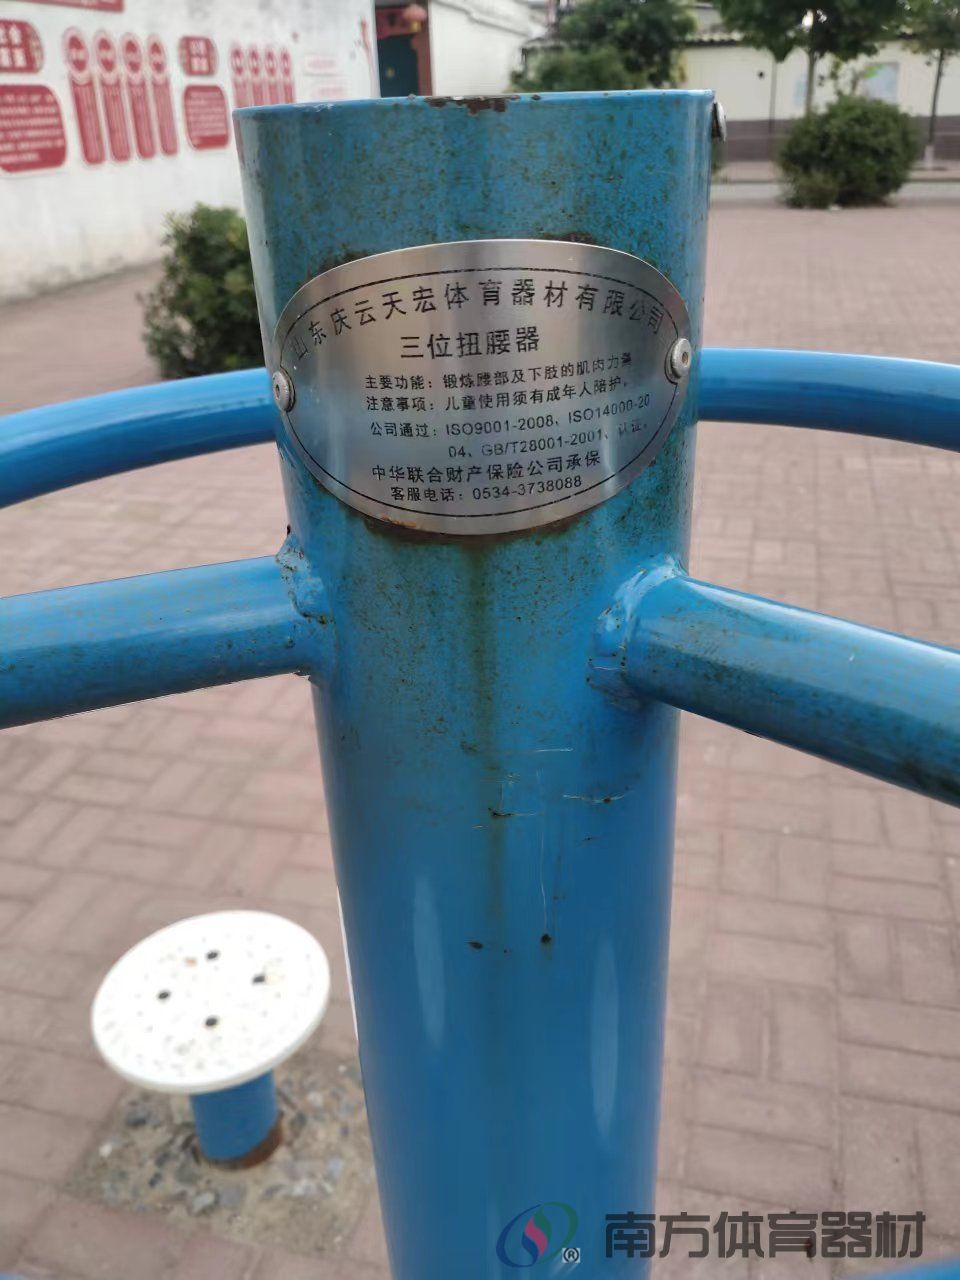 山东庆云天宏体育器材有限公司
三位扭腰器
主要功能：锻炼腰部及下肢的肌肉力量
注意事项：儿童使用须有成年人陪护。
公司通过：ISO9001-2008、ISO14000-20
04、GB/T28001-2001、认证。
中华联合财产保险公司承保
客服电话：0534-3738088
®
南方体育器材